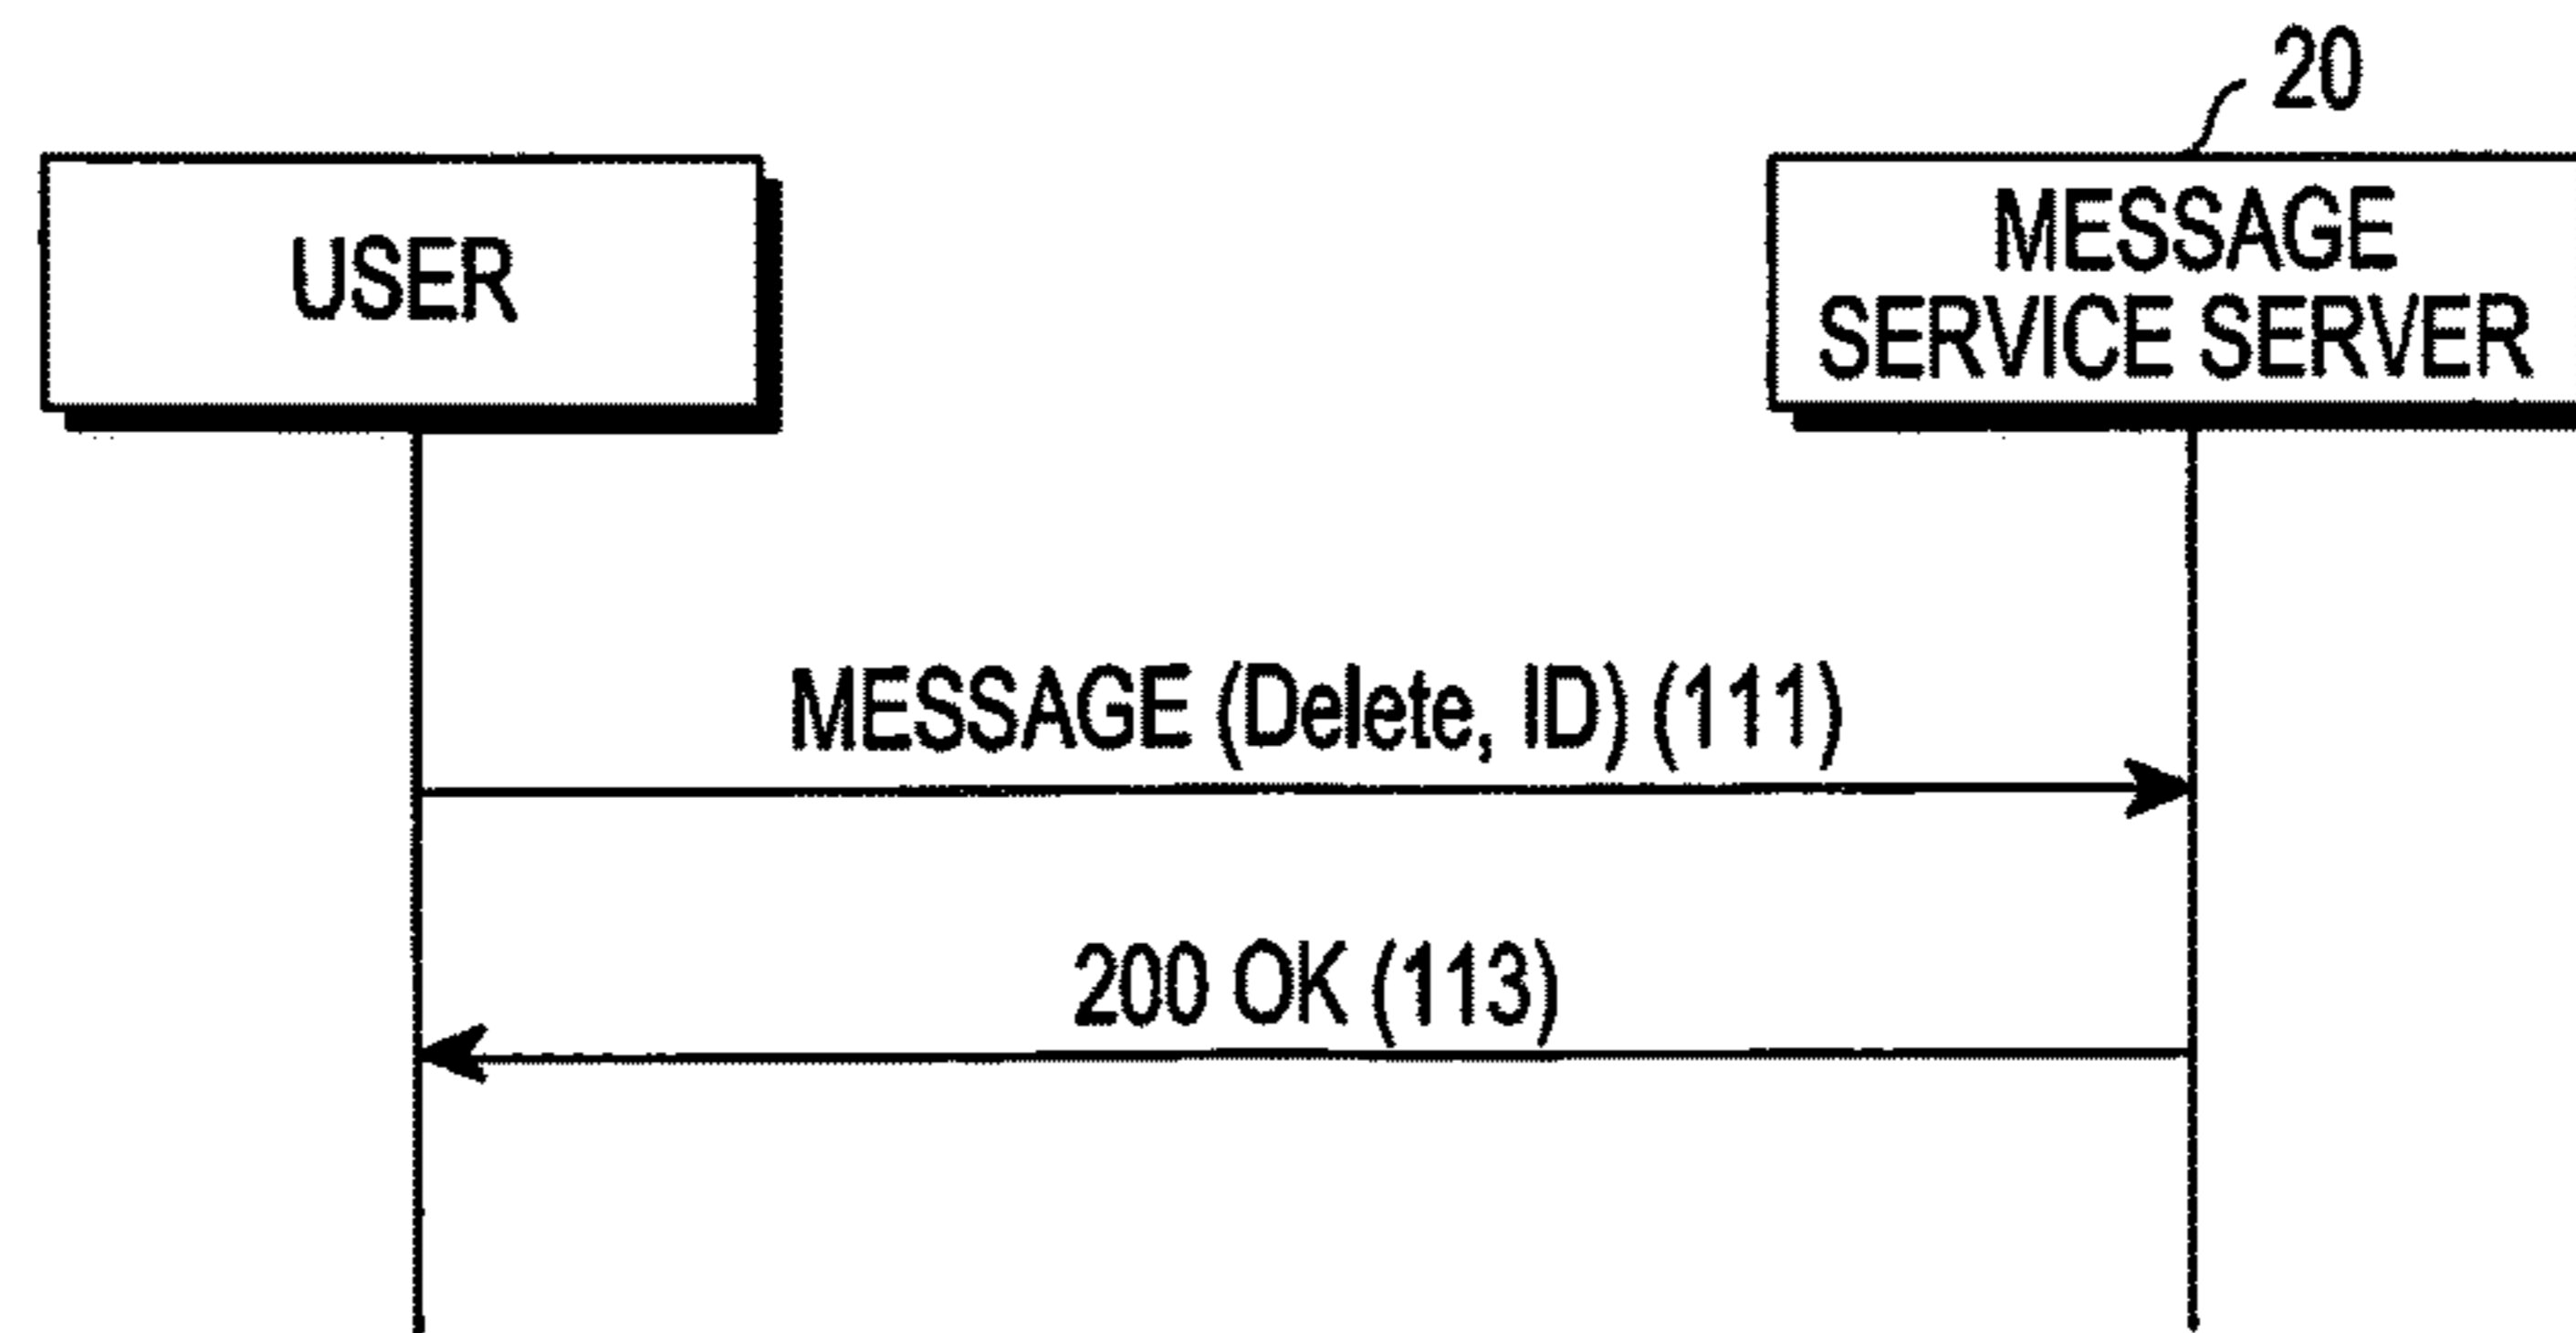 20
USER
MESSAGE
SERVICE SERVER
MESSAGE (Delete, ID) (111)
200 OK (113)